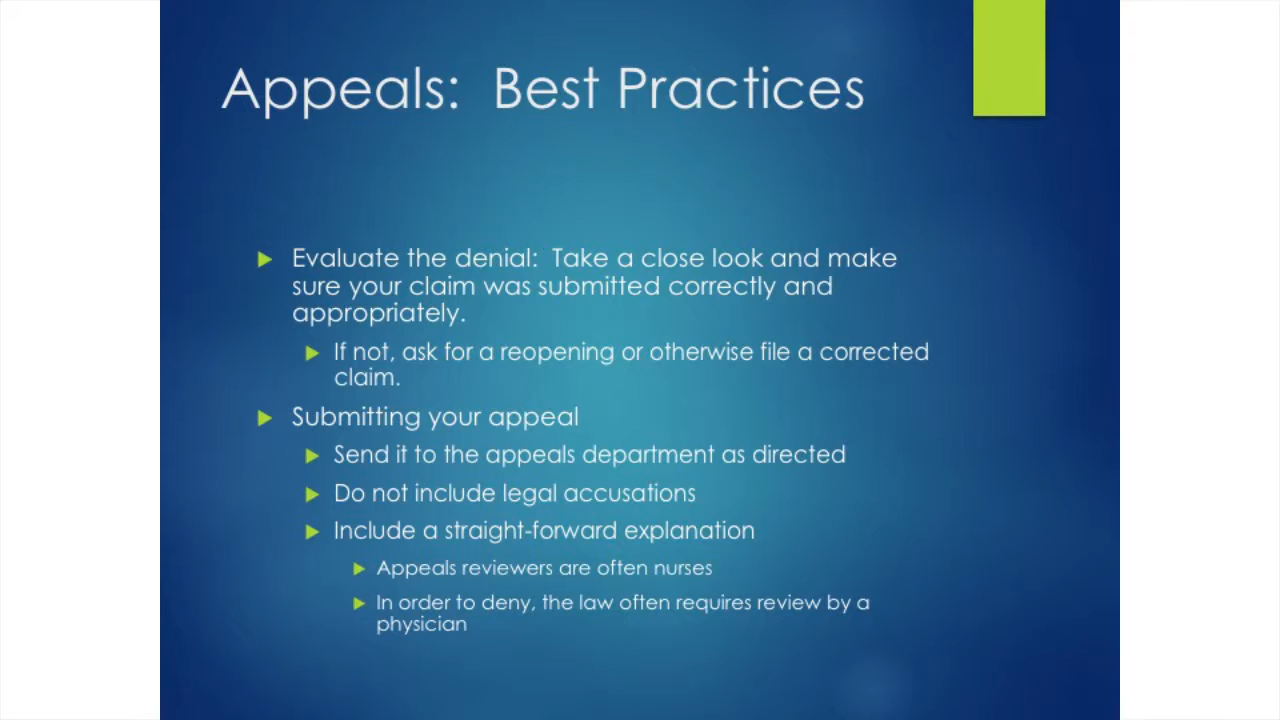 Appeals:  Best Practices
Evaluate the denial:  Take a close look and make
sure your claim was submitted correctly and
appropriately.
If not, ask for a reopening or otherwise file a corrected
claim.
Submitting your appeal
Send it to the appeals department as directed
Do not include legal accusations
Include a straight-forward explanation
Appeals reviewers are often nurses
In order to deny, the law often requires review by a
physician